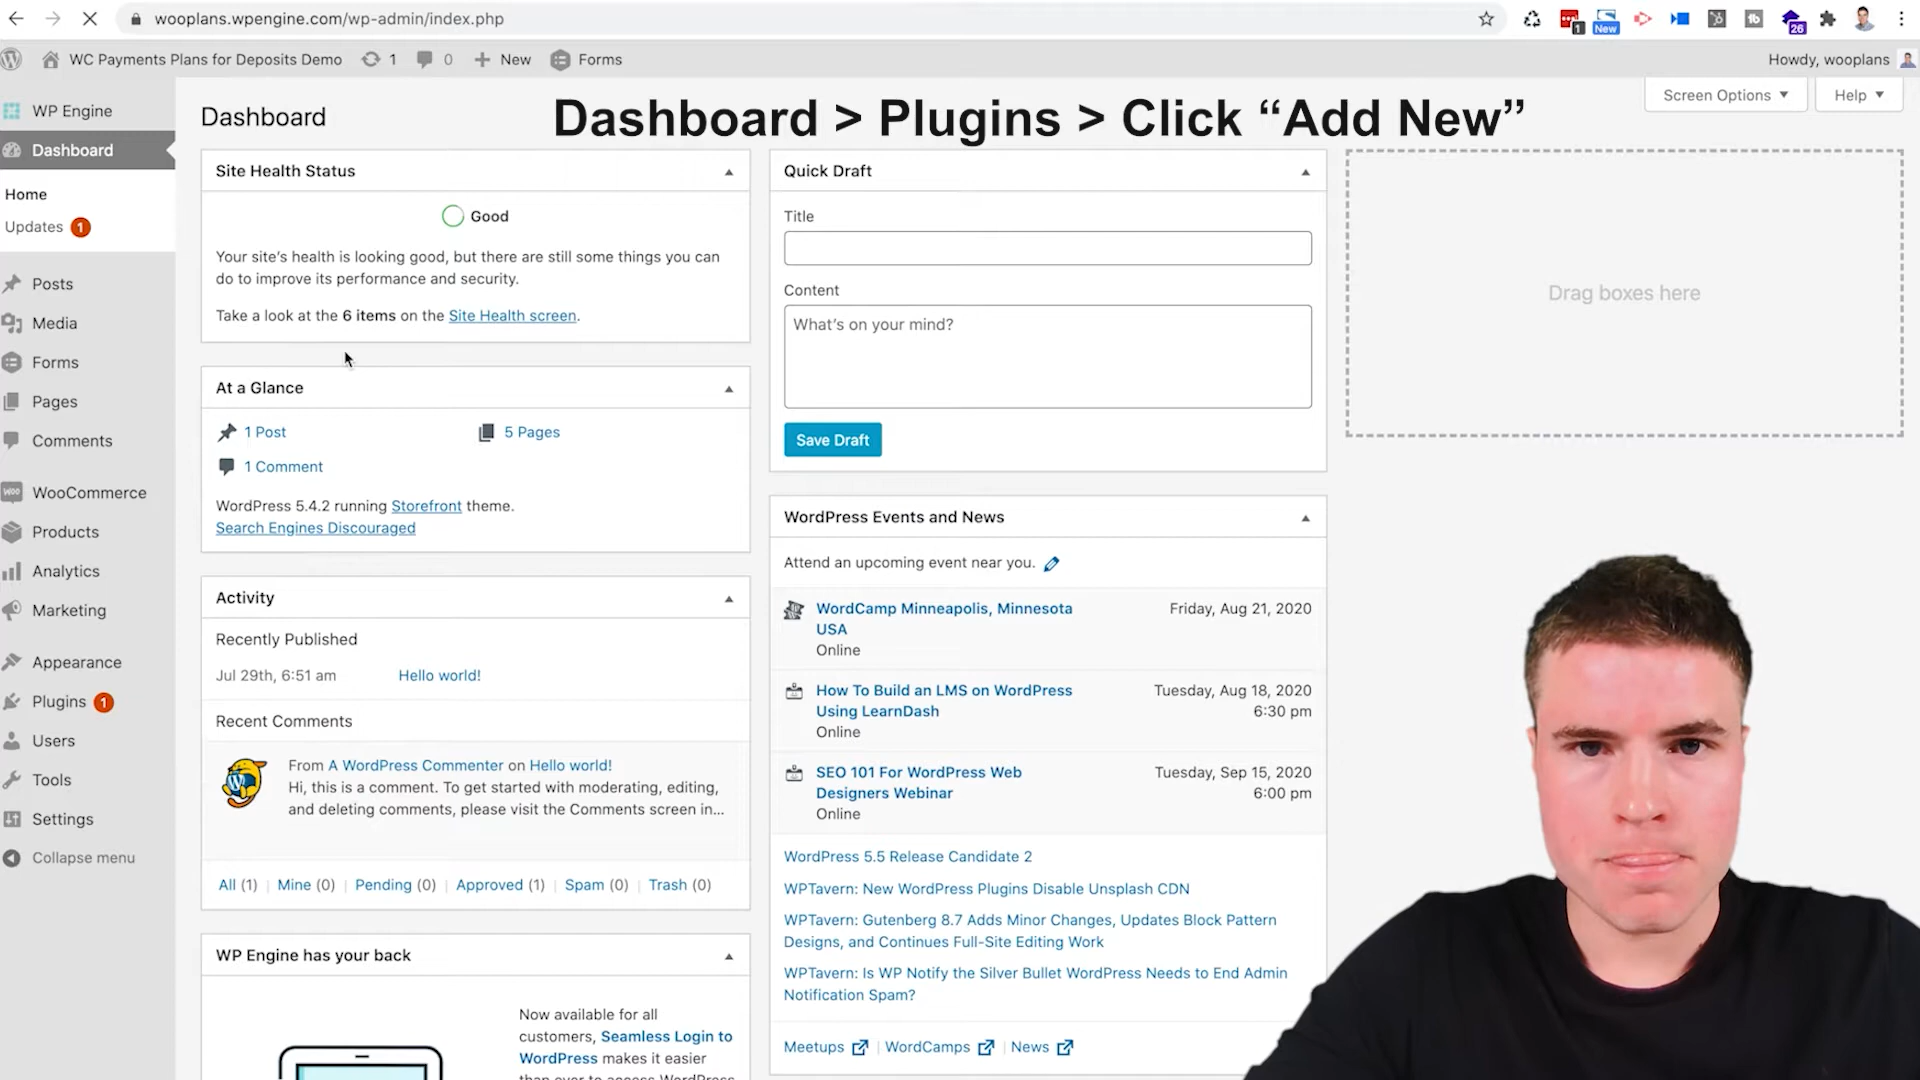 wooplans.wpengine.com/wp-admin/index.php
1
New
26
WC Payments Plans for Deposits Demo
1
0
New
Forms
Howdy, wooplans
WP Engine
Dashboard
Home
Updates 1
Posts
Media
Forms
Pages
Comments
WooCommerce
Products
Analytics
Marketing
Appearance
Plugins 1
Users
Tools
Settings
Collapse menu
Dashboard
Dashboard > Plugins > Click “Add New”
Screen Options
Help
Site Health Status
Good
Your site's health is looking good, but there are still some things you can
do to improve its performance and security.
Take a look at the 6 items on the Site Health screen.
At a Glance
1 Post
5 Pages
1 Comment
WordPress 5.4.2 running Storefront theme.
Search Engines Discouraged
Activity
Recently Published
Jul 29th, 6:51 am Hello world!
Recent Comments
From A WordPress Commenter on Hello world!
Hi, this is a comment. To get started with moderating, editing,
and deleting comments, please visit the Comments screen in…
All (1) | Mine (0) | Pending (0) | Approved (1) | Spam (0) | Trash (0)
WP Engine has your back
Now available for all
customers, Seamless Login to
WordPress makes it easier
than ever to access WordPress
Quick Draft
Title
Content
What's on your mind?
Save Draft
WordPress Events and News
Attend an upcoming event near you.
WordCamp Minneapolis, Minnesota
USA
Online
Friday, Aug 21, 2020
How To Build an LMS on WordPress
Using LearnDash
Online
Tuesday, Aug 18, 2020
6:30 pm
SEO 101 For WordPress Web
Designers Webinar
Online
Tuesday, Sep 15, 2020
6:00 pm
WordPress 5.5 Release Candidate 2
WPTavern: New WordPress Plugins Disable Unsplash CDN
WPTavern: Gutenberg 8.7 Adds Minor Changes, Updates Block Pattern
Designs, and Continues Full-Site Editing Work
WPTavern: Is WP Notify the Silver Bullet WordPress Needs to End Admin
Notification Spam?
Meetups | WordCamps | News
Drag boxes here